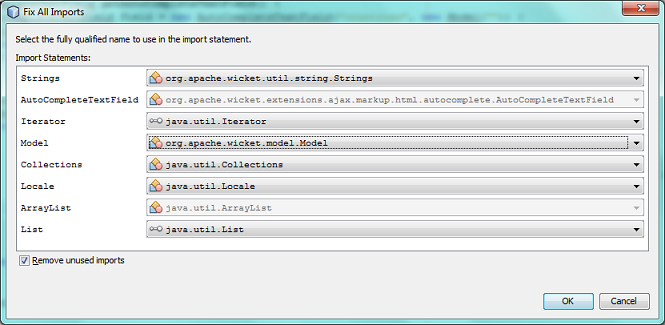 Fix All Imports
Select the fully qualified name to use in the import statement.
Import Statements:
Strings org.apache.wicket.util.string.Strings
AutoCompleteTextField org.apache.wicket.extensions.ajax.markup.html.autocomplete.AutoCompleteTextField
Iterator java.util.Iterator
Model org.apache.wicket.model.Model
Collections java.util.Collections
Locale java.util.Locale
ArrayList java.util.ArrayList
List java.util.List
Remove unused imports
OK Cancel